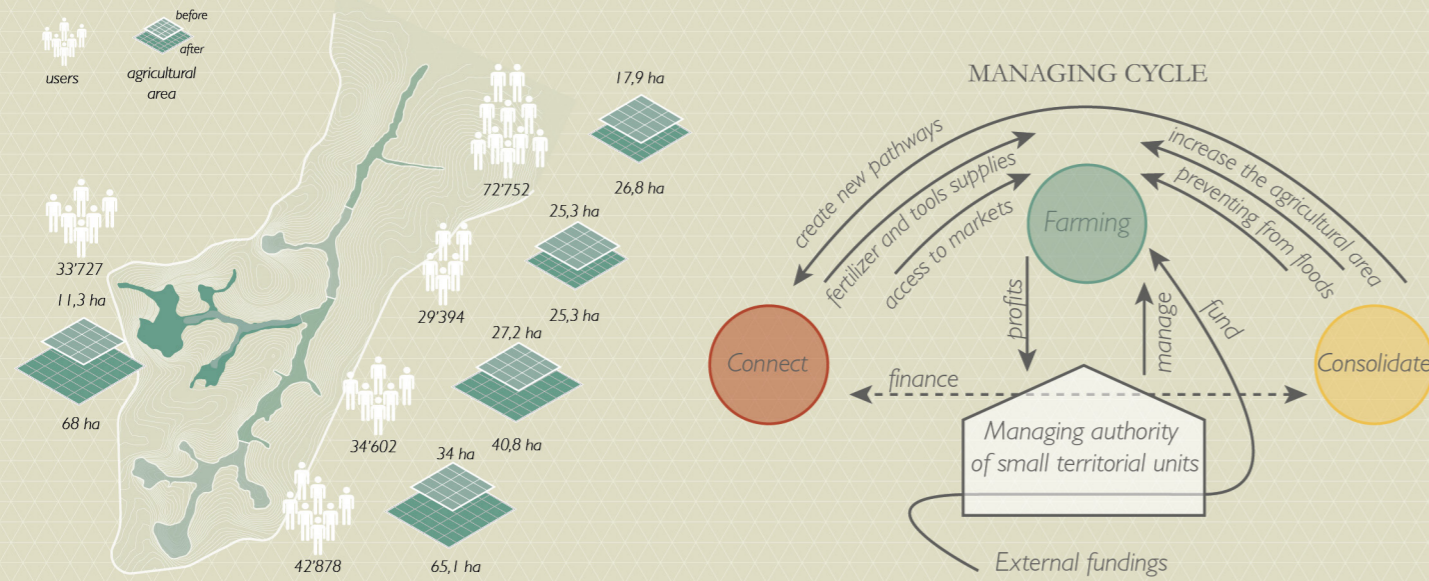 before
after
users
agricultural
area
17,9 ha
72'752
26,8 ha
25,3 ha
33'727
29'394
25,3 ha
11,3 ha
27,2 ha
68 ha
34'602
40,8 ha
34 ha
42'878
65,1 ha
MANAGING CYCLE
create new pathways
fertilizer and tools supplies
access to markets
increase the agricultural area
preventing from floods
Farming
profits
manage
fund
Connect
Consolidate
finance
Managing authority
of small territorial units
External fundings